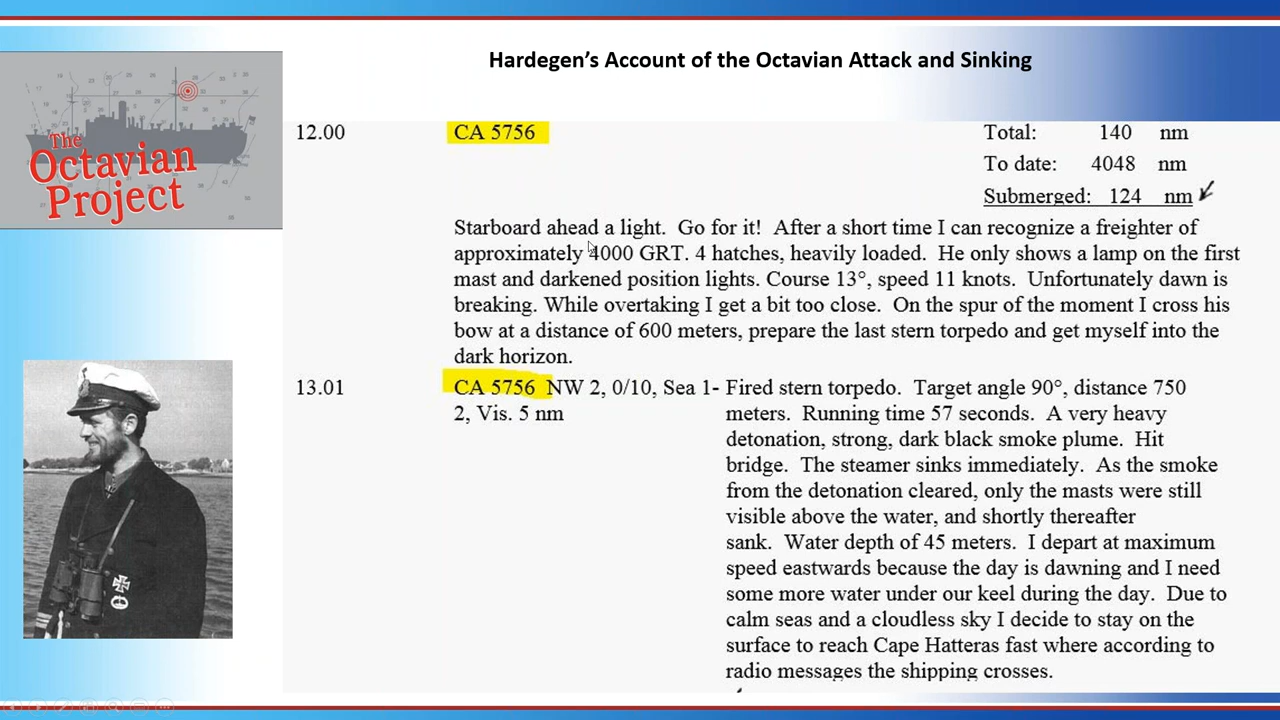 Hardegen's Account of the Octavian Attack and Sinking
The
Octavian
Project
12.00 CA 5756 Total: 140 nm
To date: 4048 nm
Submerged: 124 nm
Starboard ahead a light. Go for it! After a short time I can recognize a freighter of
approximately 4000 GRT. 4 hatches, heavily loaded. He only shows a lamp on the first
mast and darkened position lights. Course 13°, speed 11 knots. Unfortunately dawn is
breaking. While overtaking I get a bit too close. On the spur of the moment I cross his
bow at a distance of 600 meters, prepare the last stern torpedo and get myself into the
dark horizon.
13.01 CA 5756 NW 2, 0/10, Sea 1-
2, Vis. 5 nm
Fired stern torpedo. Target angle 90°, distance 750
meters. Running time 57 seconds. A very heavy
detonation, strong, dark black smoke plume. Hit
bridge. The steamer sinks immediately. As the smoke
from the detonation cleared, only the masts were still
visible above the water, and shortly thereafter
sank. Water depth of 45 meters. I depart at maximum
speed eastwards because the day is dawning and I need
some more water under our keel during the day. Due to
calm seas and a cloudless sky I decide to stay on the
surface to reach Cape Hatteras fast where according to
radio messages the shipping crosses.